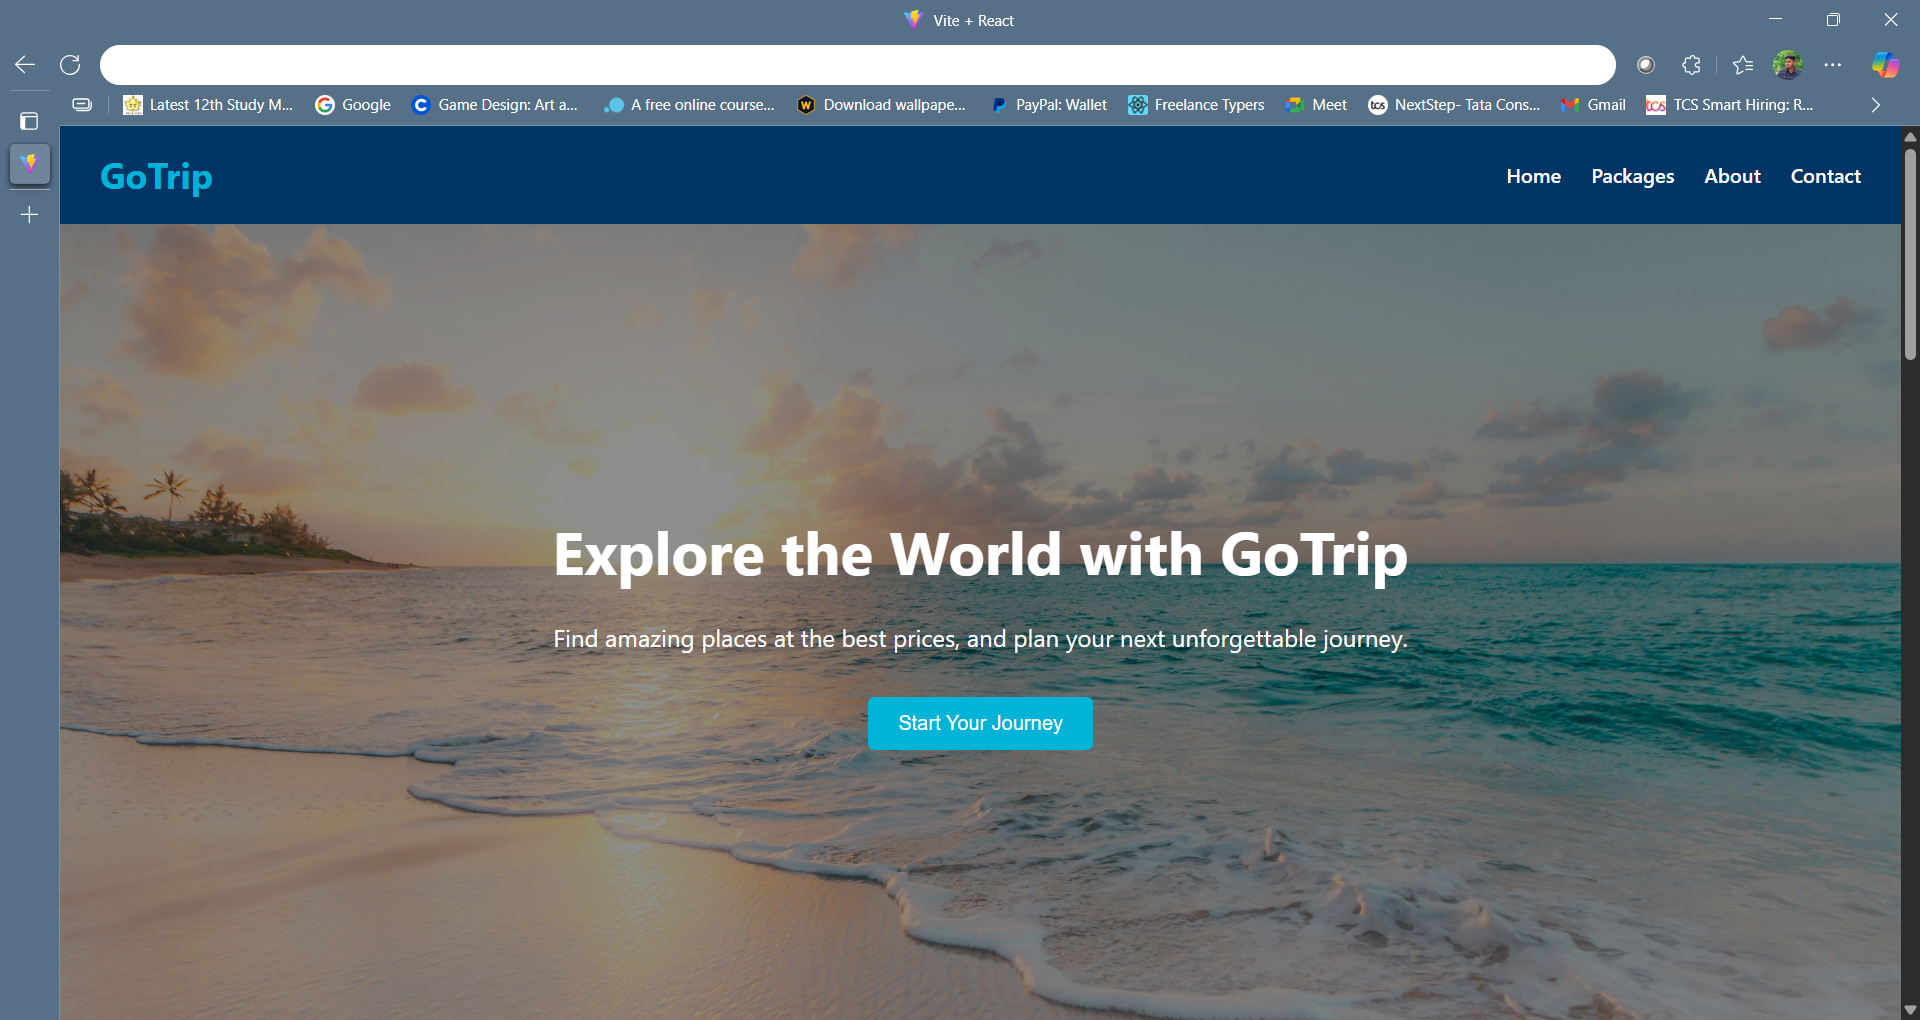 Vite + React
Latest 12th Study M...
Google
Game Design: Art a...
A free online course...
Download wallpape...
PayPal: Wallet
Freelance Typers
Meet
NextStep- Tata Cons...
Gmail
TCS Smart Hiring: R...
GoTrip
Home
Packages
About
Contact
Explore the World with GoTrip
Find amazing places at the best prices, and plan your next unforgettable journey.
Start Your Journey